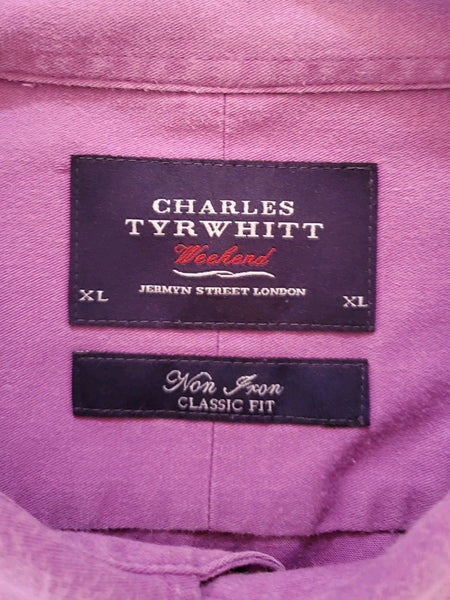 CHARLES
TYRWHITT
Weekend
JERMYN STREET LONDON
XL XL
Non Iron
CLASSIC FIT